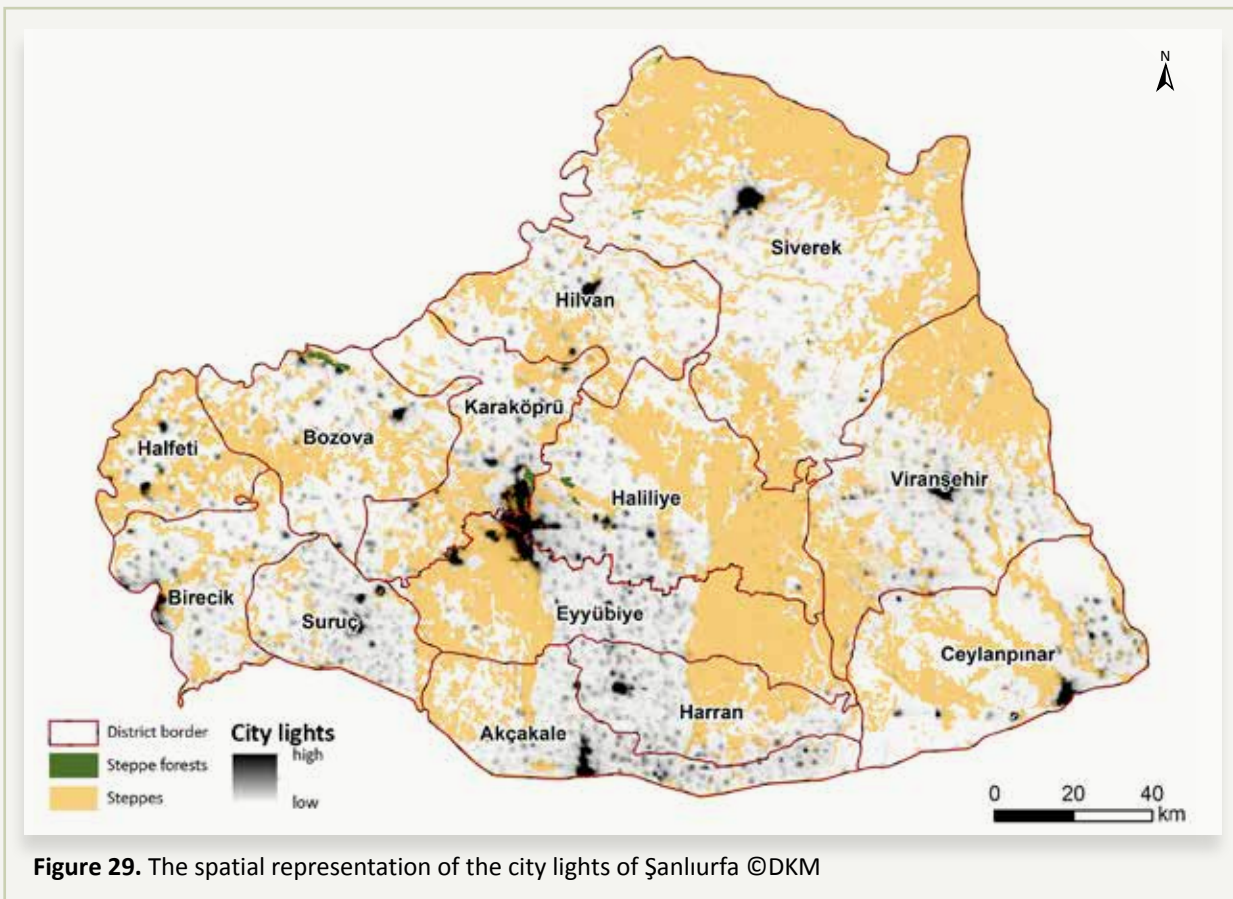 N
Siverek
Hilvan
Karaköprü
Halfeti
Bozova
Haliliye
Viranşehir
Birecik
Suruç
Eyyübiye
Ceylanpınar
Akçakale
Harran
District border
Steppe forests
Steppes
City lights
high
low
0 20 40
km
Figure 29. The spatial representation of the city lights of Şanlıurfa ©DKM